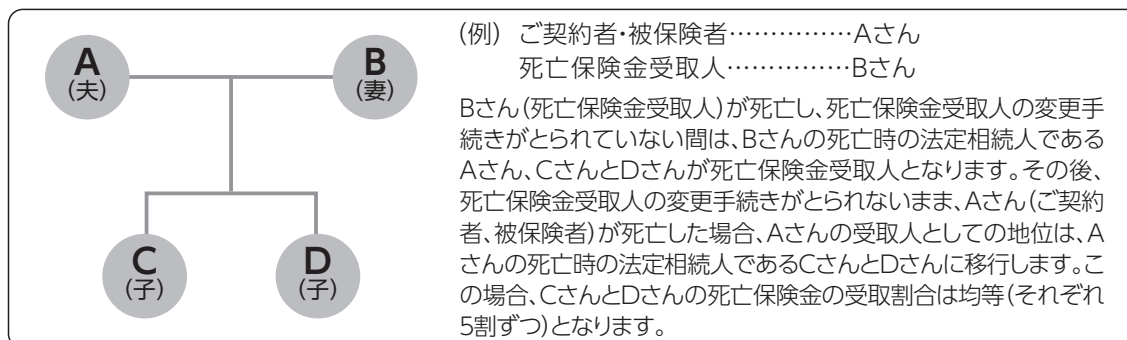 A
(夫)
B
(妻)
C
(子)
D
(子)
(例) ご契約者・被保険者……………Aさん
死亡保険金受取人……………Bさん
Bさん(死亡保険金受取人)が死亡し、死亡保険金受取人の変更手
続きがとられていない間は、Bさんの死亡時の法定相続人である
Aさん、CさんとDさんが死亡保険金受取人となります。その後、
死亡保険金受取人の変更手続きがとられないまま、Aさん(ご契約
者、被保険者)が死亡した場合、Aさんの受取人としての地位は、A
さんの死亡時の法定相続人であるCさんとDさんに移行します。こ
の場合、CさんとDさんの死亡保険金の受取割合は均等(それぞれ
5割ずつ)となります。